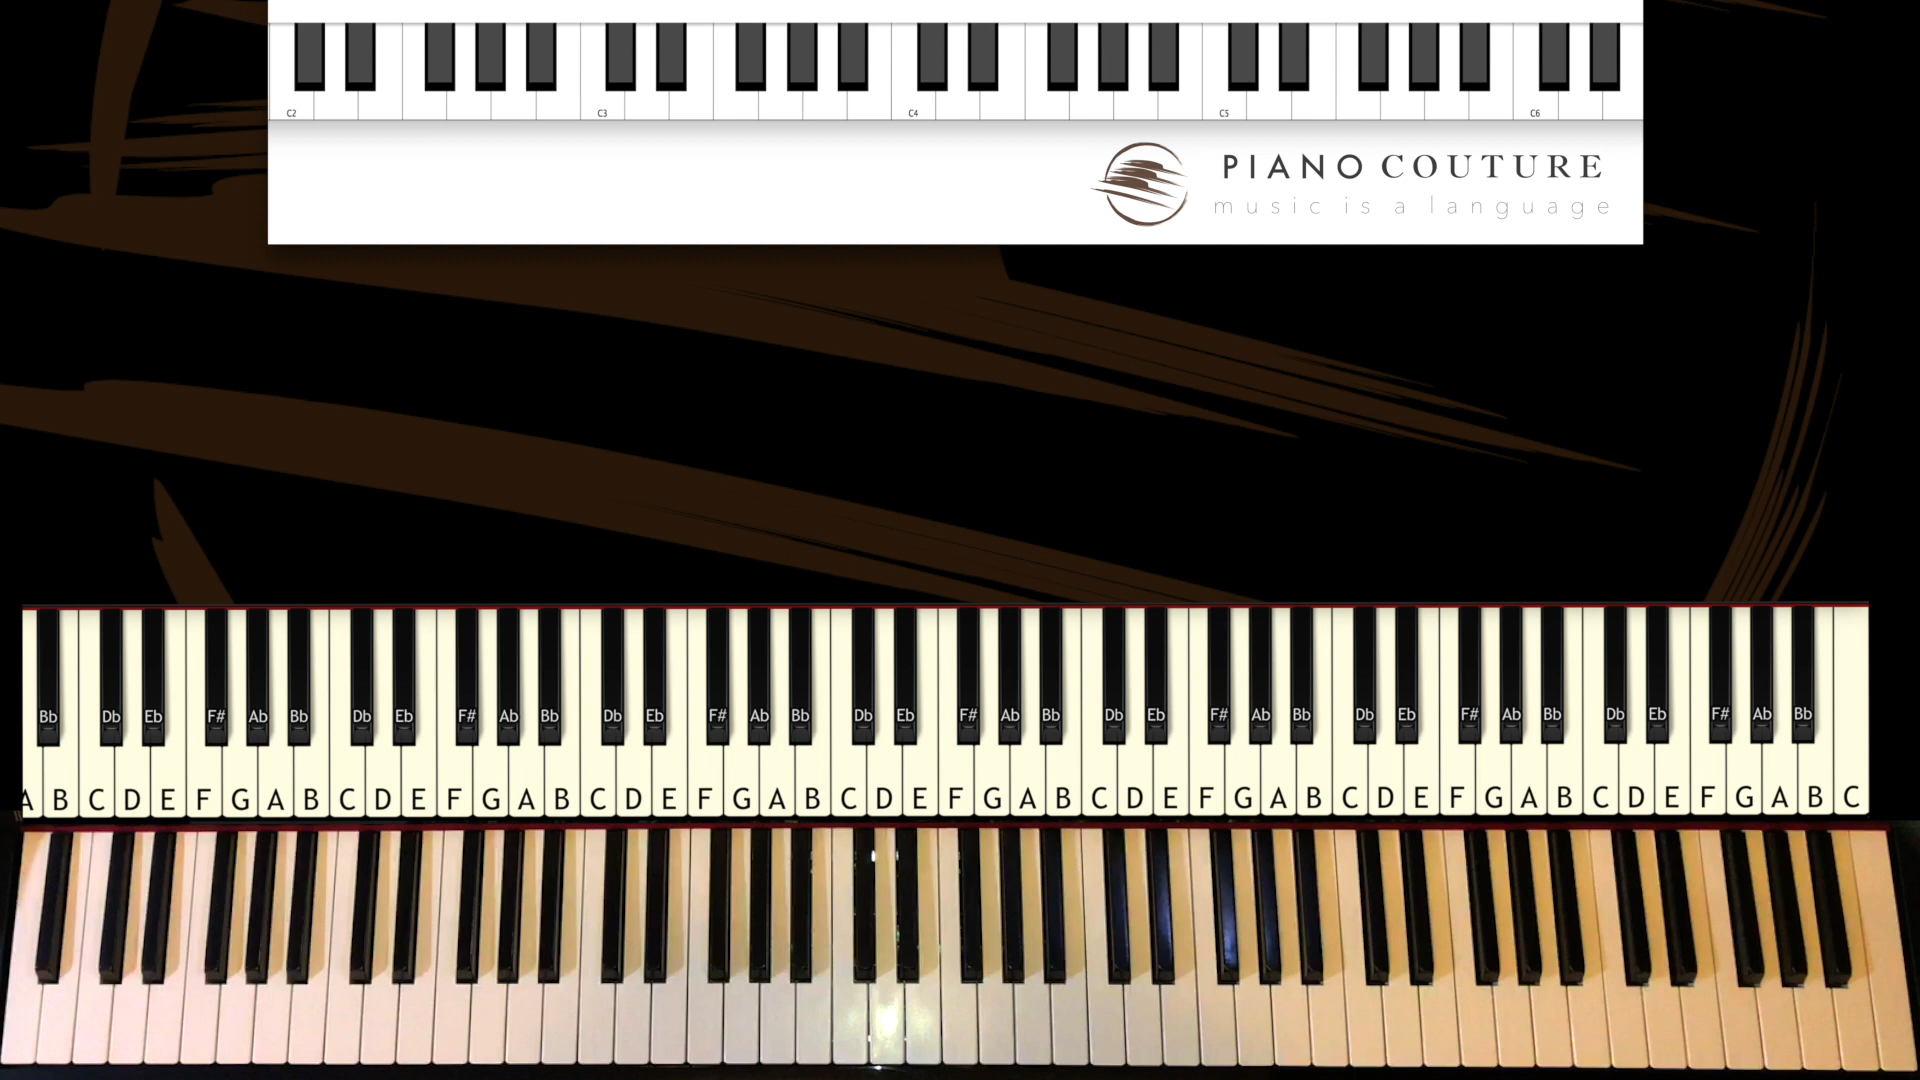 C2 C3 C4 C5 C6
PIANO COUTURE
music is a language
Bb Db Eb F# Ab Bb Db Eb F# Ab Bb Db Eb F# Ab Bb Db Eb F# Ab Bb Db Eb F# Ab Bb Db Eb F# Ab Bb Db Eb F# Ab Bb
A B C D E F G A B C D E F G A B C D E F G A B C D E F G A B C D E F G A B C D E F G A B C D E F G A B C